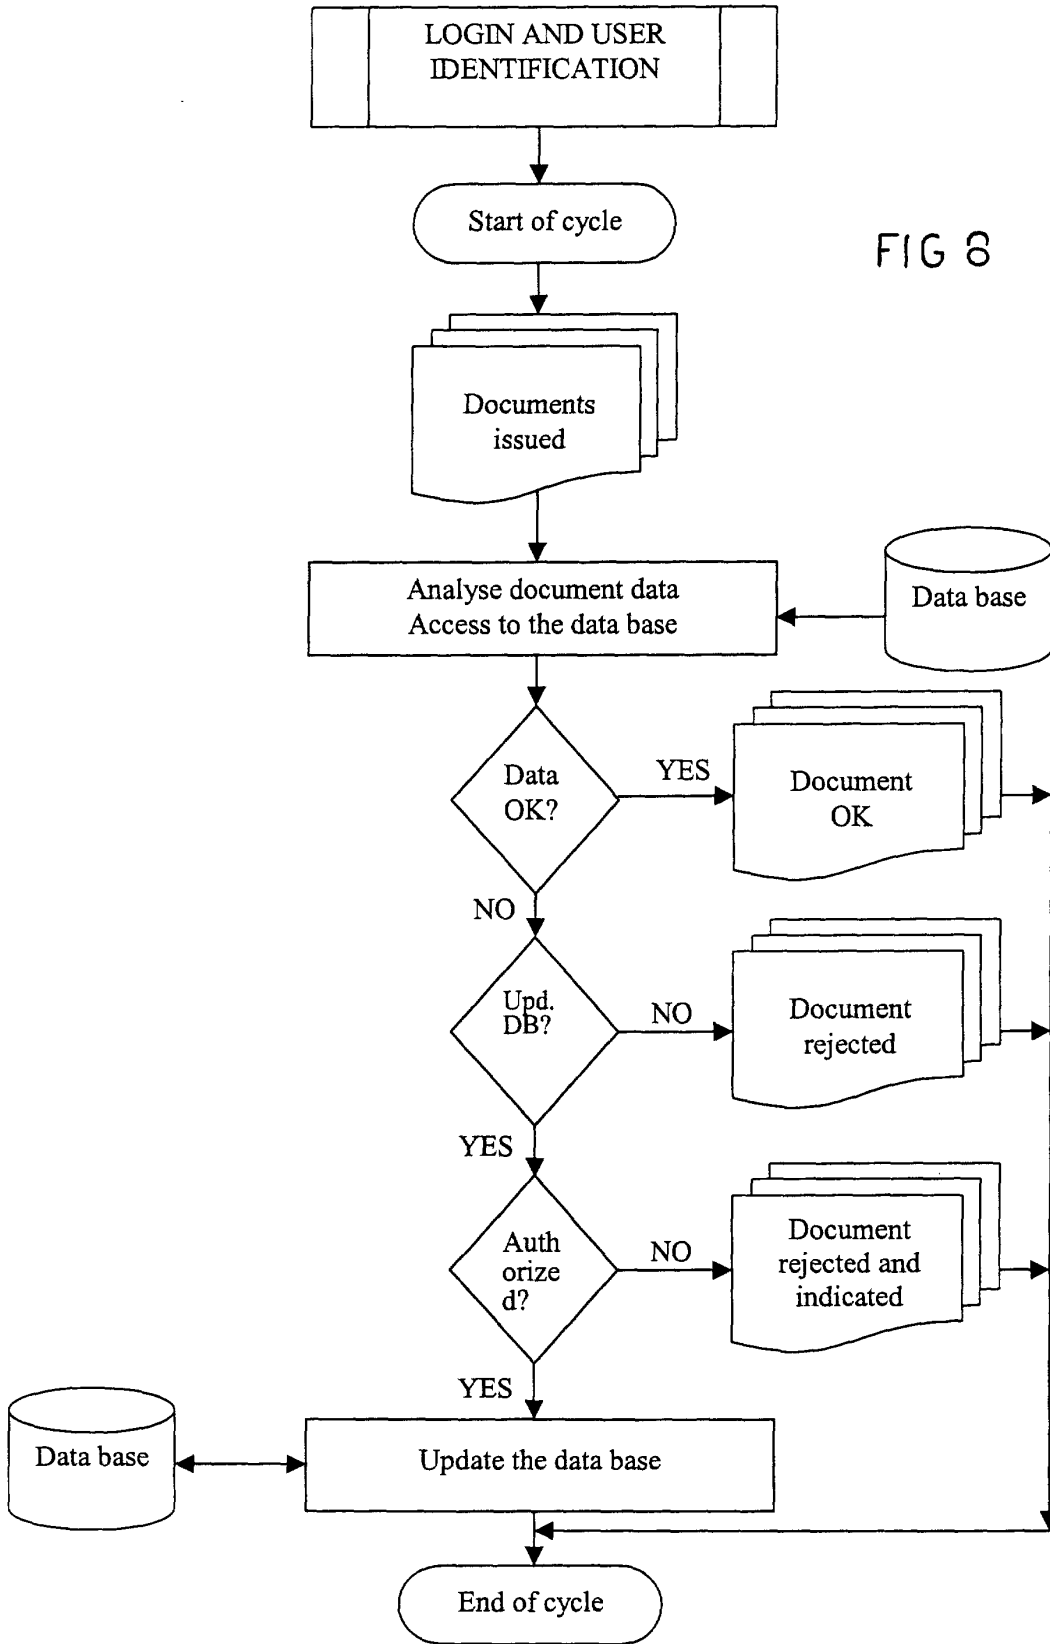 LOGIN AND USER
IDENTIFICATION
Start of cycle
FIG 8
Documents
issued
Analyse document data
Access to the data base
Data base
Data
OK?
YES
Document
OK
NO
Upd.
DB?
NO
Document
rejected
YES
Auth
orize
d?
NO
Document
rejected and
indicated
YES
Data base
Update the data base
End of cycle